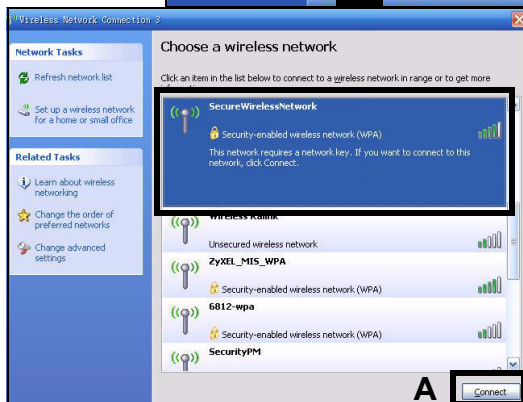 Wireless Network Connection 3
Network Tasks
Refresh network list
Set up a wireless network
for a home or small office
Related Tasks
Learn about wireless
networking
Change the order of
preferred networks
Change advanced
settings
Choose a wireless network
Click an item in the list below to connect to a wireless network in range or to get more
SecureWirelessNetwork
Security-enabled wireless network (WPA)
This network requires a network key. If you want to connect to this
network, click Connect.
Wireless Ralink
Unsecured wireless network
ZyXEL_MIS_WPA
Security-enabled wireless network (WPA)
6812-wpa
Security-enabled wireless network (WPA)
SecurityPM
A
Connect